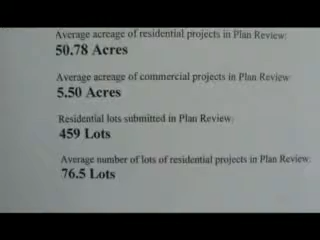 Average acreage of residential projects in Plan Review:
50.78 Acres
Average acreage of commercial projects in Plan Review:
5.50 Acres
Residential lots submitted in Plan Review:
459 Lots
Average number of lots of residential projects in Plan Review:
76.5 Lots